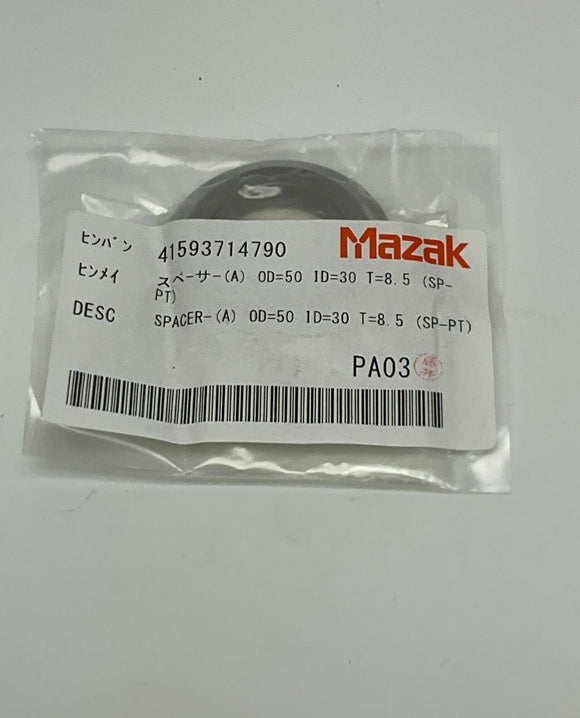 Mazak
ヒンバン 41593714790
ヒンメイ スペーサー(A) OD=50 ID=30 T=8.5 (SP-
PT)
DESC SPACER-(A) OD=50 ID=30 T=8.5 (SP-PT)
PA03